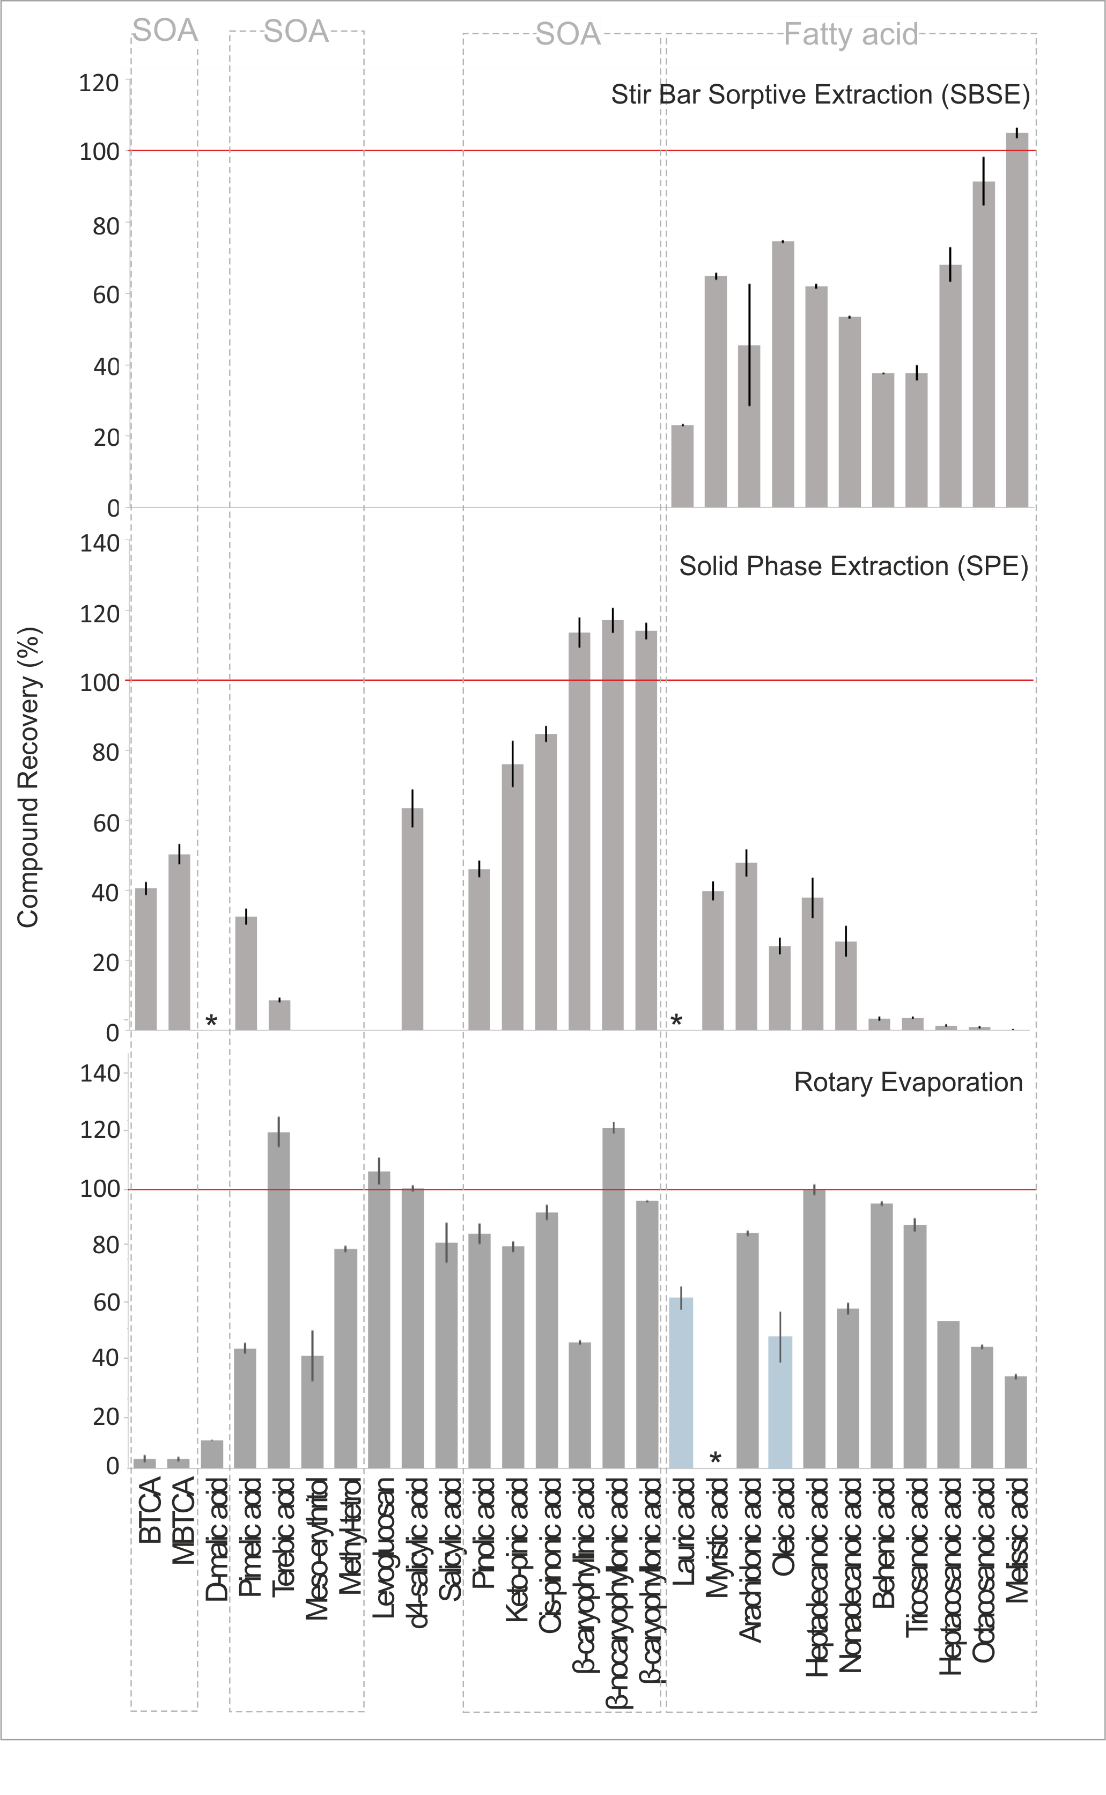 SOA
SOA
SOA
Fatty acid
Stir Bar Sorptive Extraction (SBSE)
120
100
80
60
40
20
0
Solid Phase Extraction (SPE)
140
120
100
80
60
40
20
0
*
*
Compound Recovery (%)
Rotary Evaporation
140
120
100
80
60
40
20
0
*
BTCA
MBTCA
D-malic acid
Pimelic acid
Terebic acid
Meso-erythritol
Methyl-tetrol
Levoglucosan
d4-salicylic acid
Salicylic acid
Pinolic acid
Keto-pinic acid
Cis-pinonic acid
β-caryophyllinic acid
β-nocaryophyllonic acid
β-caryophyllonic acid
Lauric acid
Myristic acid
Arachidonic acid
Oleic acid
Heptadecanoic acid
Nonadecanoic acid
Behenic acid
Tricosanoic acid
Heptacosanoic acid
Octacosanoic acid
Melissic acid